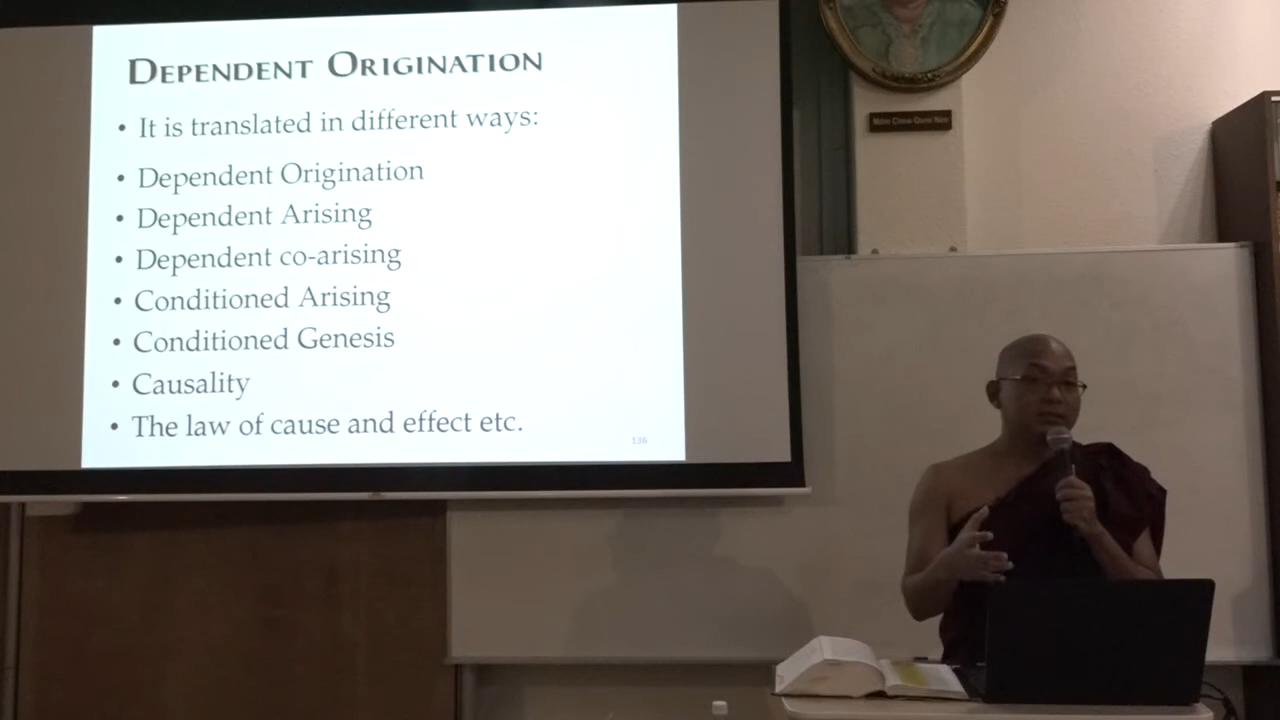 DEPENDENT ORIGINATION
• It is translated in different ways:
• Dependent Origination
• Dependent Arising
• Dependent co-arising
• Conditioned Arising
• Conditioned Genesis
• Causality
• The law of cause and effect etc.
136